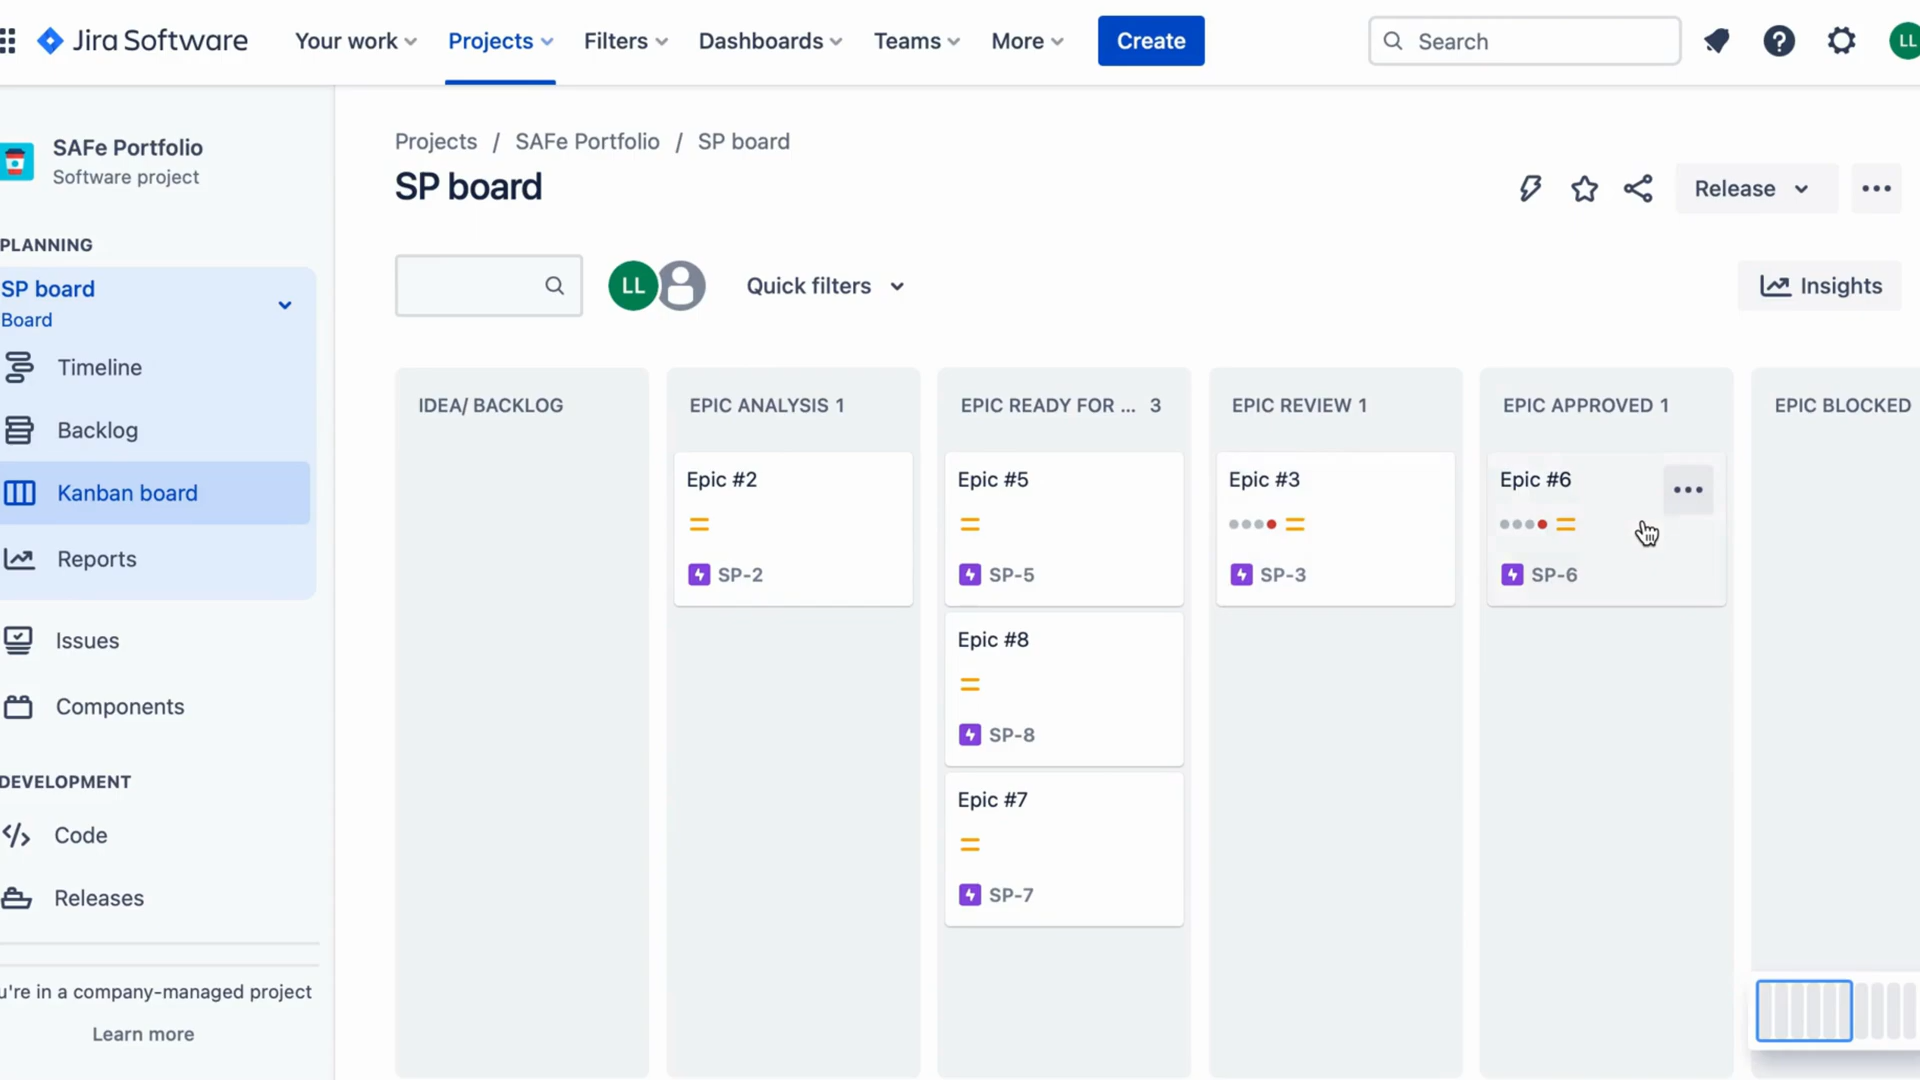 Jira Software
Your work
Projects
Filters
Dashboards
Teams
More
Create
Search
LL
SAFe Portfolio
Software project
PLANNING
SP board
Board
Timeline
Backlog
Kanban board
Reports
Issues
Components
DEVELOPMENT
Code
Releases
u're in a company-managed project
Learn more
Projects / SAFe Portfolio / SP board
SP board
Release
LL
Quick filters
Insights
IDEA/ BACKLOG
EPIC ANALYSIS 1
Epic #2
SP-2
EPIC READY FOR ... 3
Epic #5
SP-5
Epic #8
SP-8
Epic #7
SP-7
EPIC REVIEW 1
Epic #3
SP-3
EPIC APPROVED 1
Epic #6
SP-6
EPIC BLOCKED